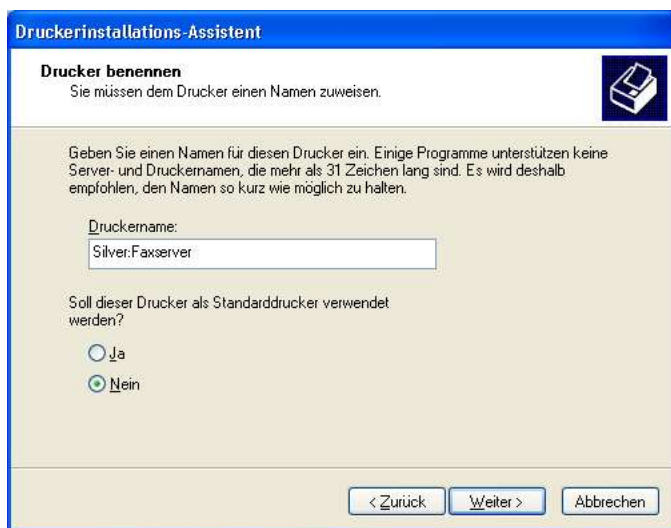 Druckerinstallations-Assistent
Drucker benennen
Sie müssen dem Drucker einen Namen zuweisen.
Geben Sie einen Namen für diesen Drucker ein. Einige Programme unterstützen keine
Server- und Druckernamen, die mehr als 31 Zeichen lang sind. Es wird deshalb
empfohlen, den Namen so kurz wie möglich zu halten.
Druckername:
Silver:Faxserver
Soll dieser Drucker als Standarddrucker verwendet
werden?
Ja
Nein
< Zurück Weiter > Abbrechen